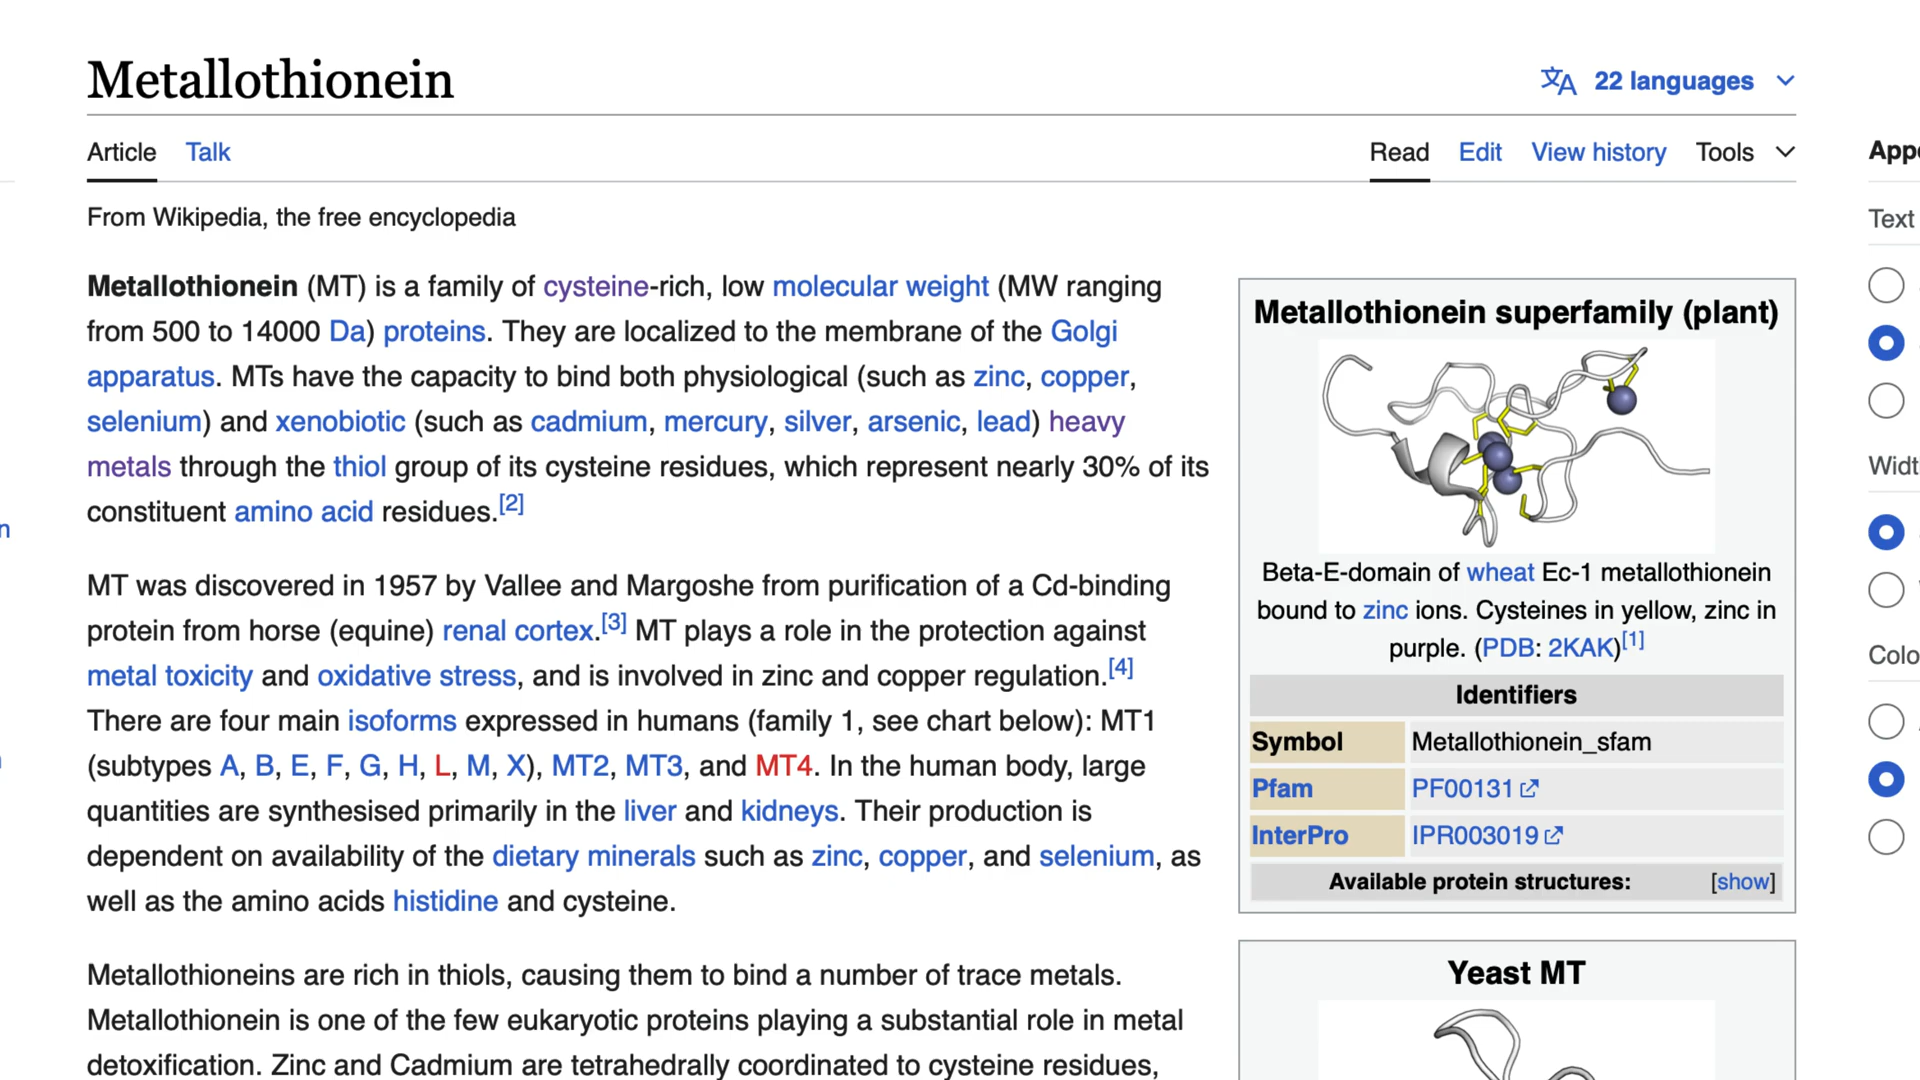 Metallothionein
22 languages
Article Talk
Read Edit View history Tools
From Wikipedia, the free encyclopedia
Metallothionein (MT) is a family of cysteine-rich, low molecular weight (MW ranging
from 500 to 14000 Da) proteins. They are localized to the membrane of the Golgi
apparatus. MTs have the capacity to bind both physiological (such as zinc, copper,
selenium) and xenobiotic (such as cadmium, mercury, silver, arsenic, lead) heavy
metals through the thiol group of its cysteine residues, which represent nearly 30% of its
constituent amino acid residues.[2]
MT was discovered in 1957 by Vallee and Margoshe from purification of a Cd-binding
protein from horse (equine) renal cortex.[3] MT plays a role in the protection against
metal toxicity and oxidative stress, and is involved in zinc and copper regulation.[4]
There are four main isoforms expressed in humans (family 1, see chart below): MT1
(subtypes A, B, E, F, G, H, L, M, X), MT2, MT3, and MT4. In the human body, large
quantities are synthesised primarily in the liver and kidneys. Their production is
dependent on availability of the dietary minerals such as zinc, copper, and selenium, as
well as the amino acids histidine and cysteine.
Metallothioneins are rich in thiols, causing them to bind a number of trace metals.
Metallothionein is one of the few eukaryotic proteins playing a substantial role in metal
detoxification. Zinc and Cadmium are tetrahedrally coordinated to cysteine residues,
Metallothionein superfamily (plant)
Beta-E-domain of wheat Ec-1 metallothionein
bound to zinc ions. Cysteines in yellow, zinc in
purple. (PDB: 2KAK)[1]
Identifiers
Symbol Metallothionein_sfam
Pfam PF00131
InterPro IPR003019
Available protein structures: [show]
Yeast MT
Text